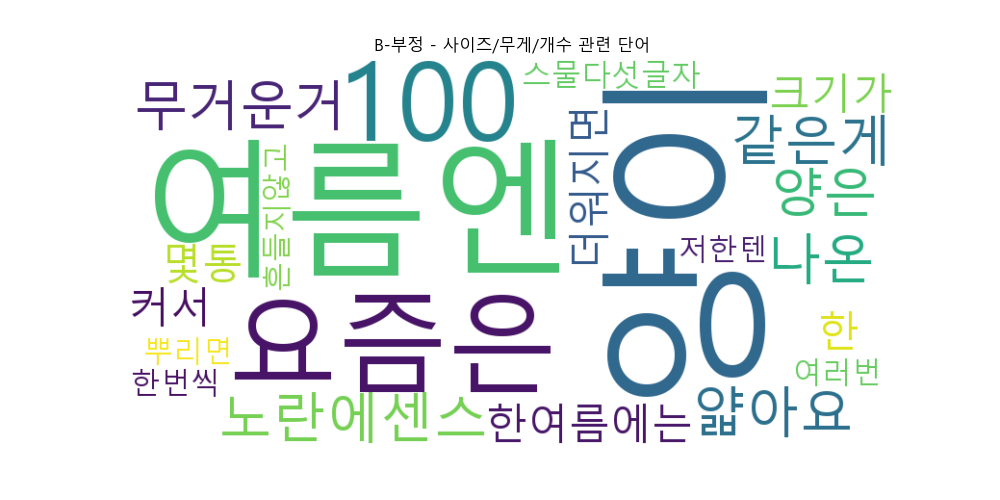 B-부정 - 사이즈/무게/개수 관련 단어
무거운거
100
스물다섯글자
크기가
여름엔
흔들지않고
더워지면
양이
같은게
양은
몇통
저한텐
나온
커서
요즘은
한
뿌리면
한번씩
여러번
노란에센스
한여름에는
얇아요